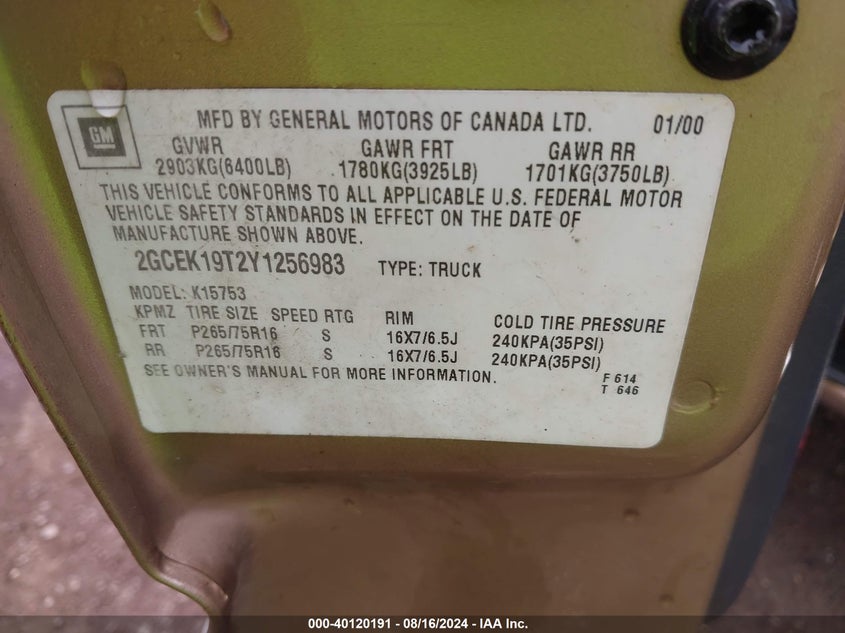 GM
MFD BY GENERAL MOTORS OF CANADA LTD. 01/00
GVWR GAWR FRT GAWR RR
2903KG(6400LB) 1780KG(3925LB) 1701KG(3750LB)
THIS VEHICLE CONFORMS TO ALL APPLICABLE U.S. FEDERAL MOTOR
VEHICLE SAFETY STANDARDS IN EFFECT ON THE DATE OF
MANUFACTURE SHOWN ABOVE.
2GCEK19T2Y1256983 TYPE: TRUCK
MODEL: K15753
KPMZ TIRE SIZE SPEED RTG RIM COLD TIRE PRESSURE
FRT P265/75R16 S 16X7/6.5J 240KPA(35PSI)
RR P265/75R16 S 16X7/6.5J 240KPA(35PSI)
SEE OWNER'S MANUAL FOR MORE INFORMATION.
F 614
T 646
000-40120191 - 08/16/2024 - IAA Inc.